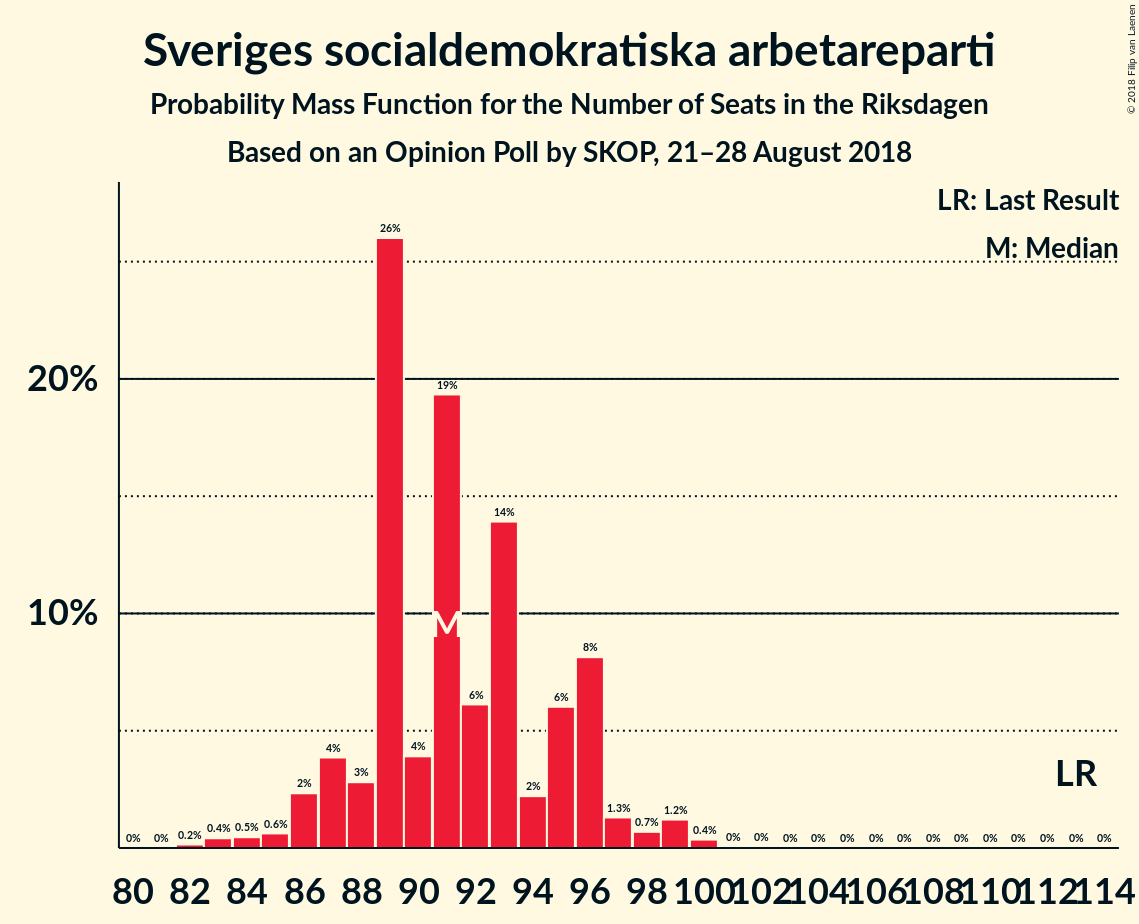 Sveriges socialdemokratiska arbetareparti
Probability Mass Function for the Number of Seats in the Riksdagen
Based on an Opinion Poll by SKOP, 21–28 August 2018
© 2018 Filip van Laenen
LR: Last Result
M: Median
20%
10%
0% 0% 0.2% 0.4% 0.5% 0.6% 2% 4% 3% 26% 4% 19% 6% 14% 2% 6% 8% 1.3% 0.7% 1.2% 0.4% 0% 0% 0% 0% 0% 0% 0% 0% 0% 0% 0% 0% 0% 0%
M
LR
80 82 84 86 88 90 92 94 96 98 100 102 104 106 108 110 112 114